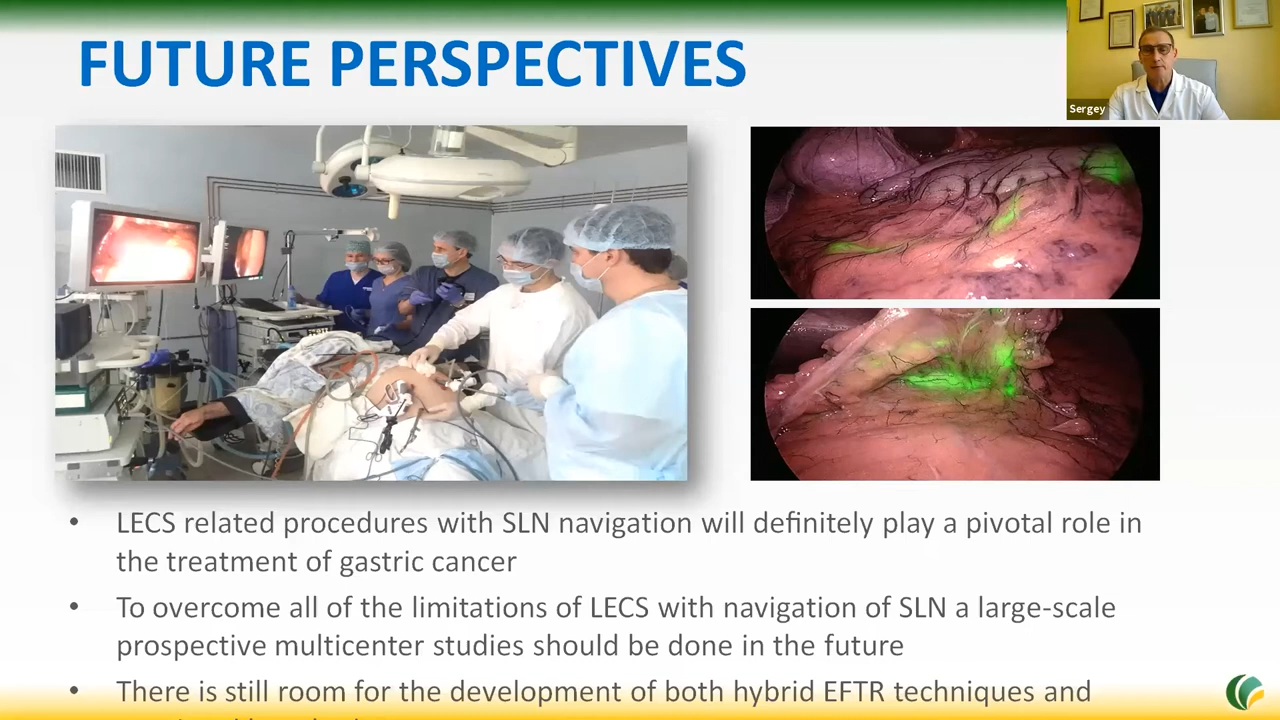 FUTURE PERSPECTIVES
Sergey
• LECS related procedures with SLN navigation will definitely play a pivotal role in
the treatment of gastric cancer
• To overcome all of the limitations of LECS with navigation of SLN a large-scale
prospective multicenter studies should be done in the future
• There is still room for the development of both hybrid EFTR techniques and